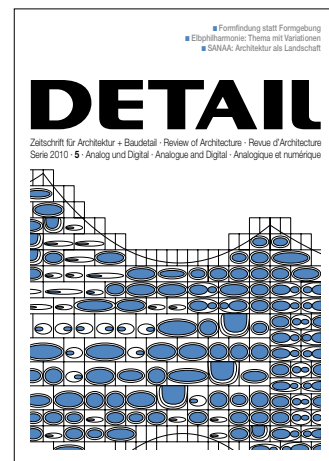 ■ Formfindung statt Formgebung
■ Elbphilharmonie: Thema mit Variationen
■ SANAA: Architektur als Landschaft
DETAIL
Zeitschrift für Architektur + Baudetail · Review of Architecture · Revue d'Architecture
Serie 2010 · 5 · Analog und Digital · Analogue and Digital · Analogique et numérique